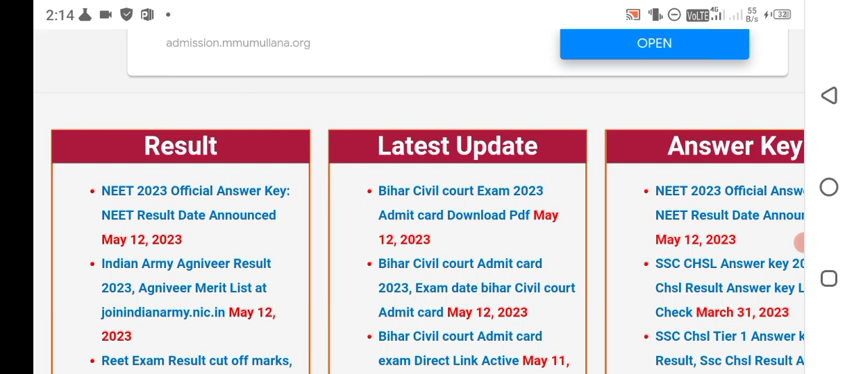 2:14
VoLTE 4G 55 B/s 32
admission.mmumullana.org
OPEN
Result
NEET 2023 Official Answer Key:
NEET Result Date Announced
May 12, 2023
Indian Army Agniveer Result
2023, Agniveer Merit List at
joinindianarmy.nic.in May 12,
2023
Reet Exam Result cut off marks,
Latest Update
Bihar Civil court Exam 2023
Admit card Download Pdf May
12, 2023
Bihar Civil court Admit card
2023, Exam date bihar Civil court
Admit card May 12, 2023
Bihar Civil court Admit card
exam Direct Link Active May 11,
Answer Key
NEET 2023 Official Answ
NEET Result Date Annou
May 12, 2023
SSC CHSL Answer key 20
Chsl Result Answer key L
Check March 31, 2023
SSC Chsl Tier 1 Answer k
Result, Ssc Chsl Result A